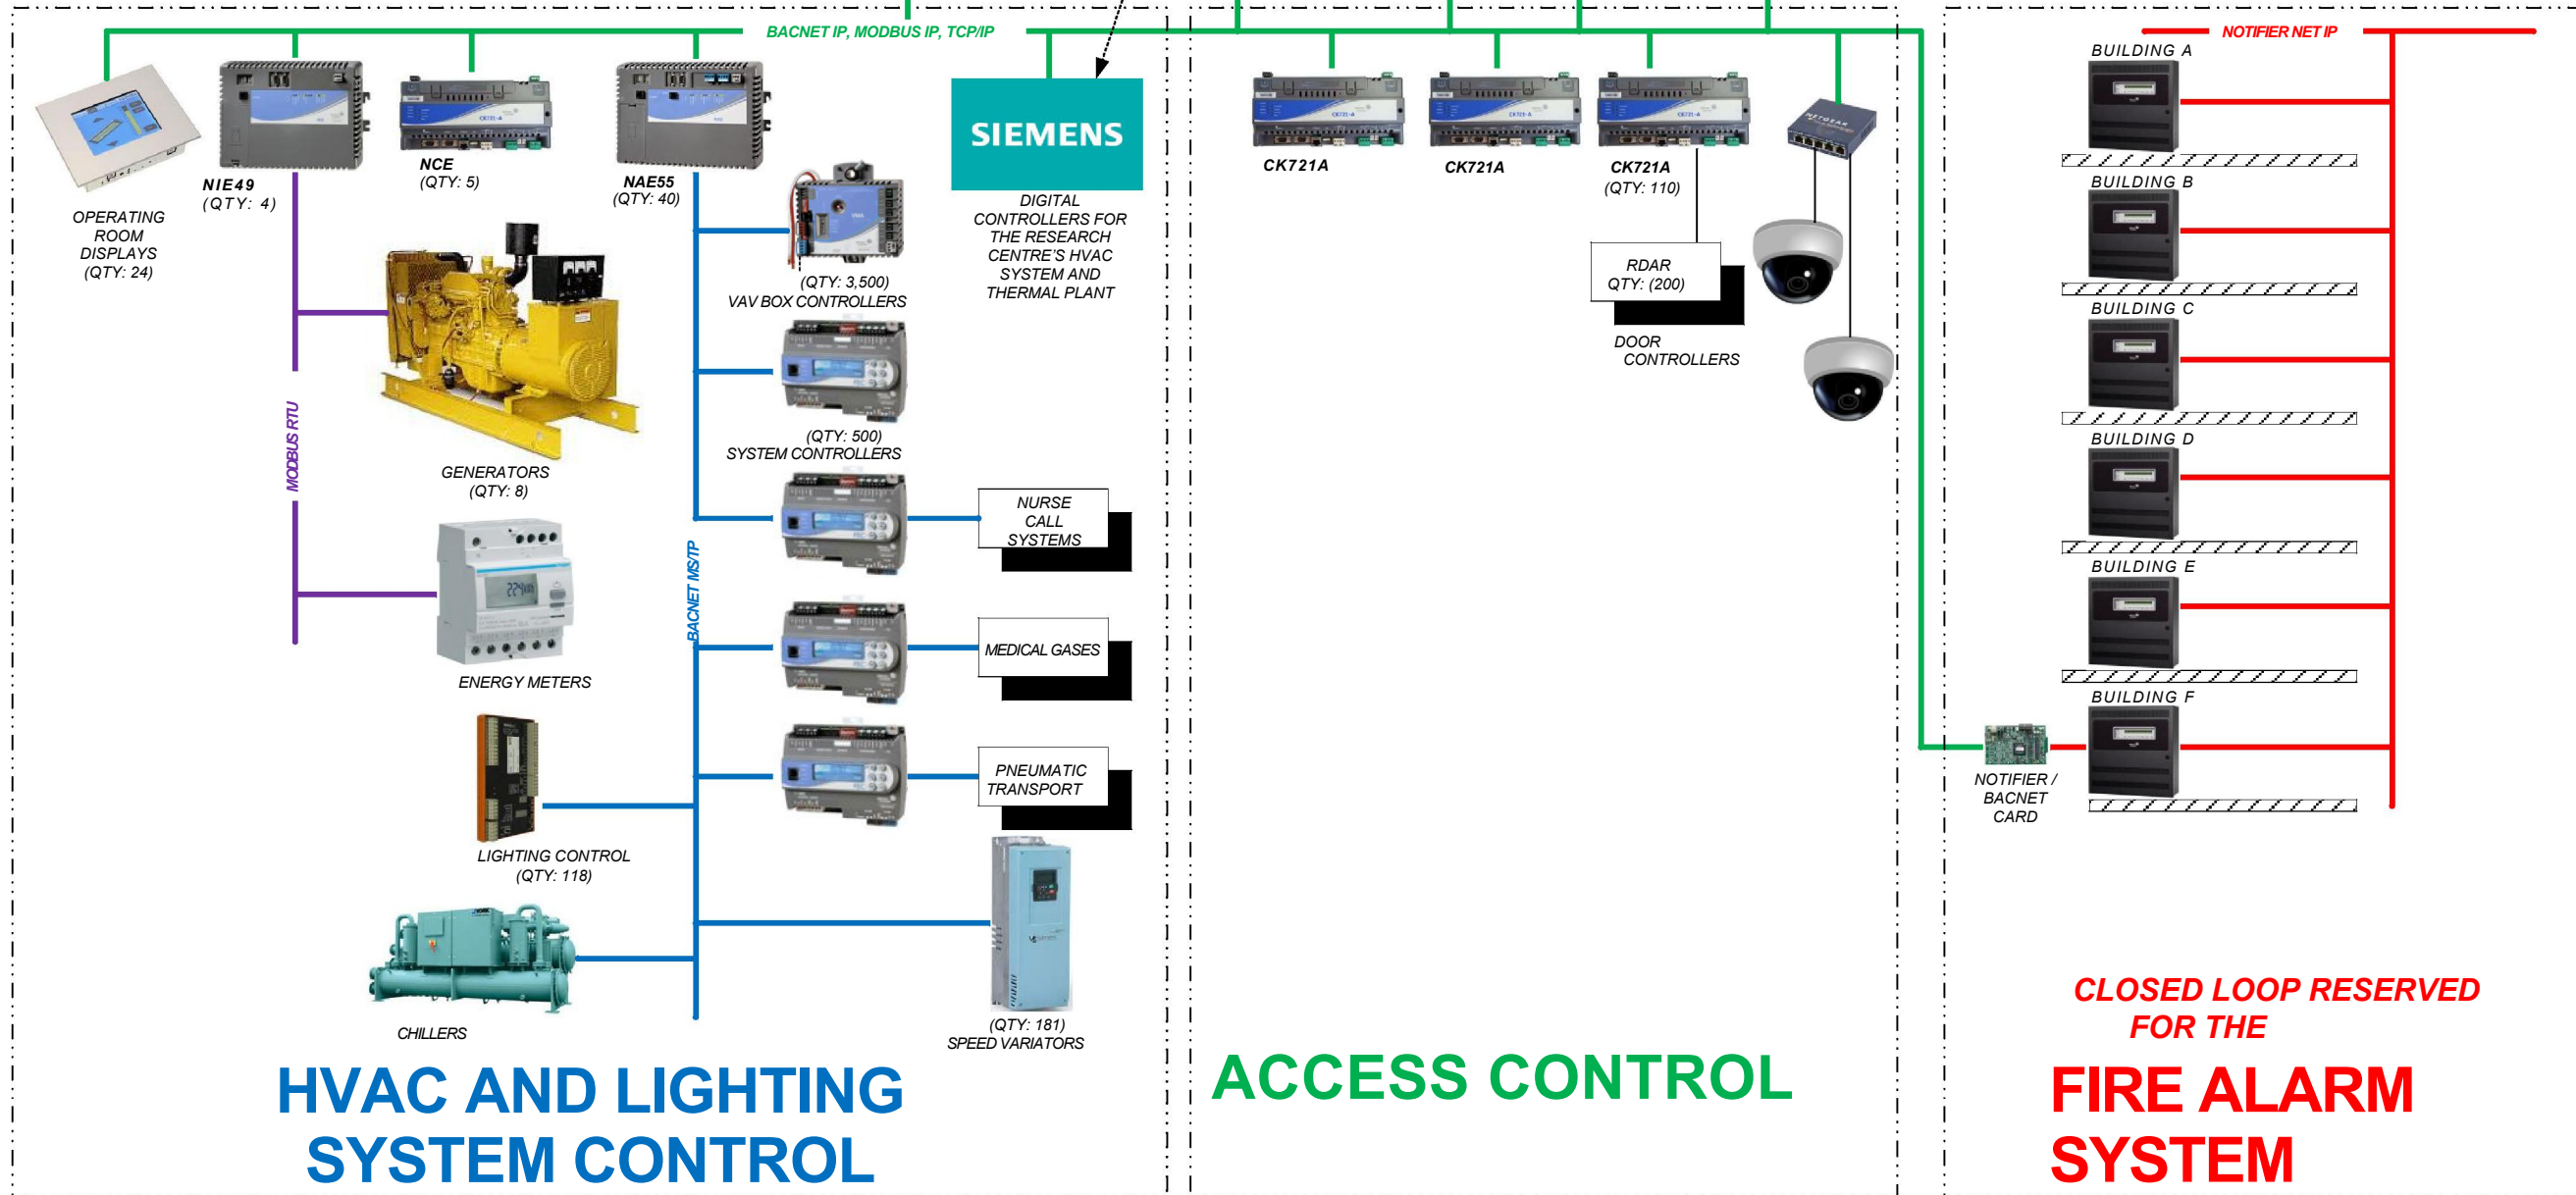 BACNET IP, MODBUS IP, TCP/IP
OPERATING
ROOM
DISPLAYS
(QTY: 24)
NIE49
(QTY: 4)
NCE
(QTY: 5)
NAE55
(QTY: 40)
SIEMENS
DIGITAL
CONTROLLERS FOR
THE RESEARCH
CENTRE'S HVAC
SYSTEM AND
THERMAL PLANT
MODBUS RTU
GENERATORS
(QTY: 8)
ENERGY METERS
LIGHTING CONTROL
(QTY: 118)
YORK
CHILLERS
BACNET MS/TP
(QTY: 3,500)
VAV BOX CONTROLLERS
(QTY: 500)
SYSTEM CONTROLLERS
NURSE
CALL
SYSTEMS
MEDICAL GASES
PNEUMATIC
TRANSPORT
(QTY: 181)
SPEED VARIATORS
HVAC AND LIGHTING
SYSTEM CONTROL
CK721-A
CK721-A
CK721-A
CK721A
CK721A
CK721A
(QTY: 110)
NETGEAR
RDAR
QTY: (200)
DOOR
CONTROLLERS
ACCESS CONTROL
NOTIFIER NET IP
BUILDING A
BUILDING B
BUILDING C
BUILDING D
BUILDING E
BUILDING F
NOTIFIER /
BACNET
CARD
CLOSED LOOP RESERVED
FOR THE
FIRE ALARM
SYSTEM